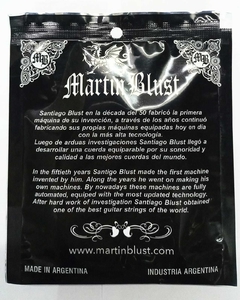 MB
MB
Martin Blust
Santiago Blust en la década del 50 fabricó la primera
máquina de su invención, a través de los años continuó
fabricando sus propias máquinas equipadas hoy en día
con la más alta tecnología.
Luego de arduas investigaciones Santiago Blust llegó a
desarrollar una cuerda equiparable por su sonoridad y
calidad a las mejores cuerdas del mundo.
In the fiftieth years Santigo Blust made the first machine
invented by him. Along the years he went on making his
own machines. By nowadays these machines are fully
automated, equiped with the most updated technology.
After hard work of investigation Santiago Blust obtained
one of the best guitar strings of the world.
www.martinblust.com
MADE IN ARGENTINA
INDUSTRIA ARGENTINA